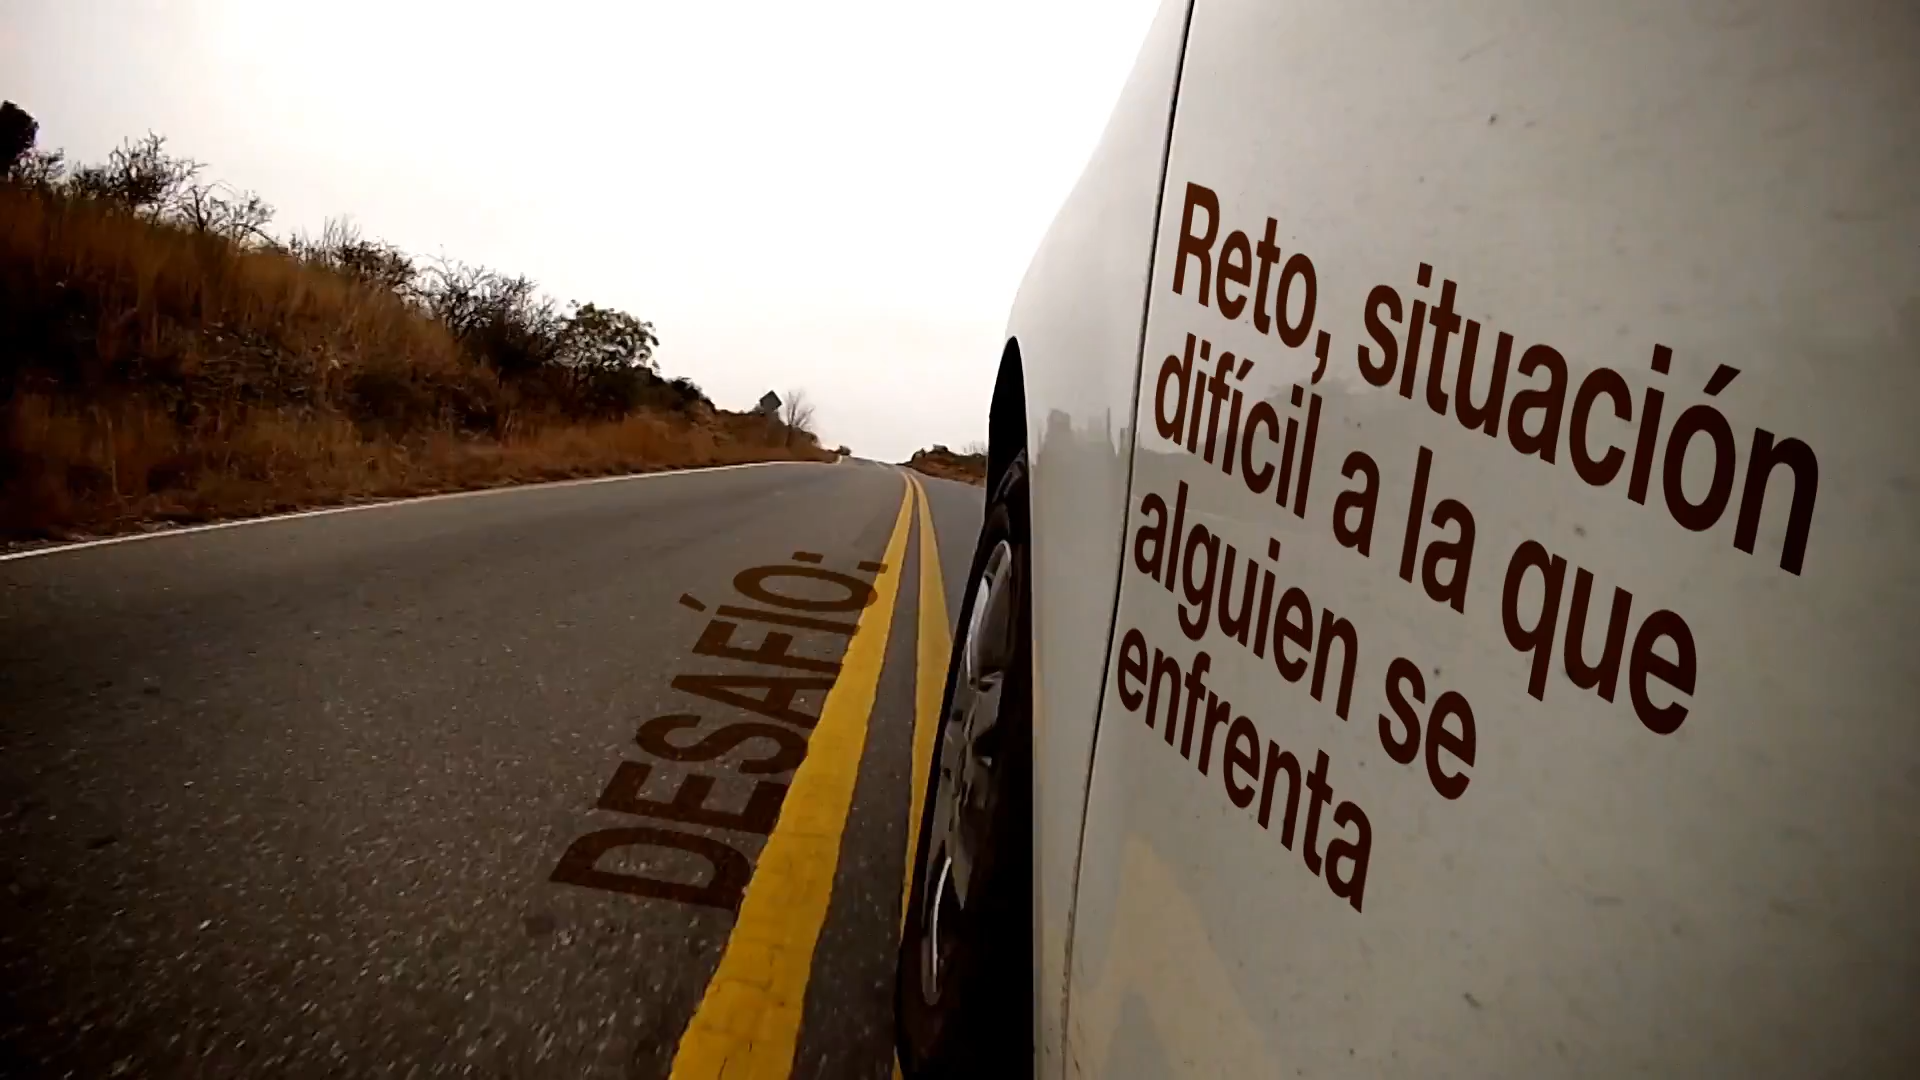 DESAFÍO:
Reto, situación
difícil a la que
alguien se
enfrenta